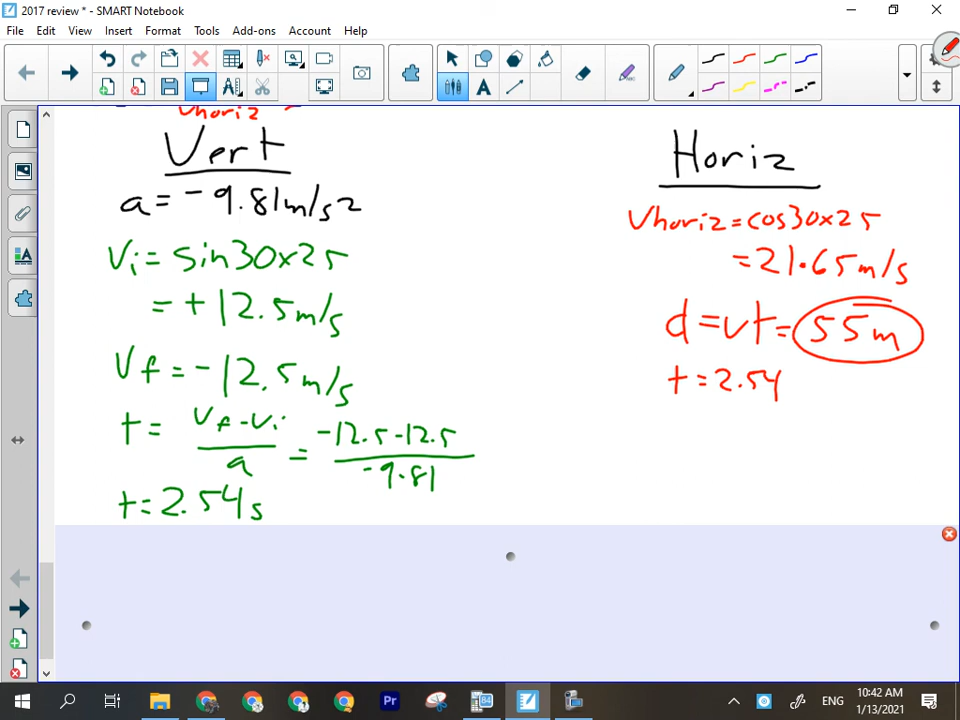 2017 review * - SMART Notebook
File Edit View Insert Format Tools Actions Account Help
Vhoriz =
Vert
a = -9.81m/s2
Vi = sin30x25
= +12.5m/s
Vf = -12.5m/s
t = Vf-Vi / a = -12.5-12.5 / -9.81
t = 2.54s
Horiz
Vhoriz = cos30x25
= 21.65m/s
d = vt = 55m
t = 2.54
ENG
10:42 AM
1/13/2021